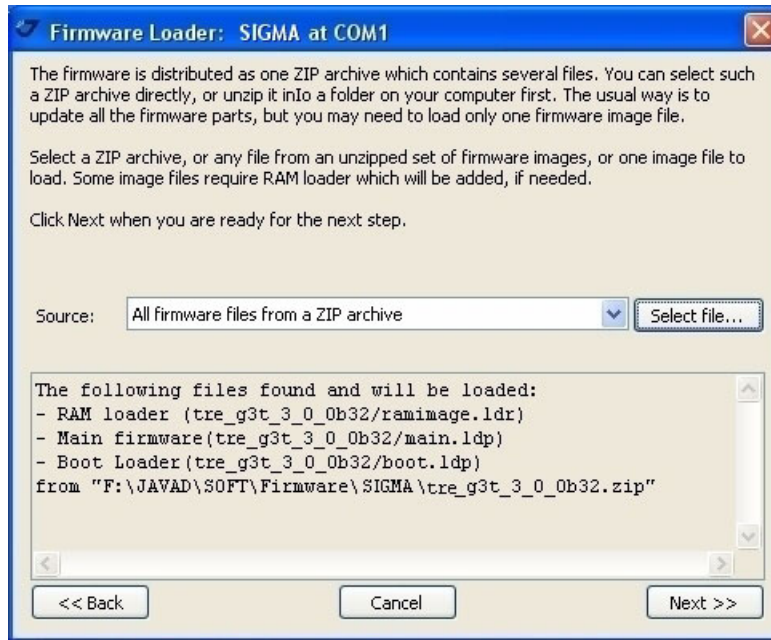 Firmware Loader: SIGMA at COM1
The firmware is distributed as one ZIP archive which contains several files. You can select such
a ZIP archive directly, or unzip it inIo a folder on your computer first. The usual way is to
update all the firmware parts, but you may need to load only one firmware image file.
Select a ZIP archive, or any file from an unzipped set of firmware images, or one image file to
load. Some image files require RAM loader which will be added, if needed.
Click Next when you are ready for the next step.
Source: All firmware files from a ZIP archive Select file...
The following files found and will be loaded:
- RAM loader (tre_g3t_3_0_0b32/ramimage.ldr)
- Main firmware(tre_g3t_3_0_0b32/main.ldp)
- Boot Loader(tre_g3t_3_0_0b32/boot.ldp)
from "F:\JAVAD\SOFT\Firmware\SIGMA\tre_g3t_3_0_0b32.zip"
<< Back Cancel Next >>